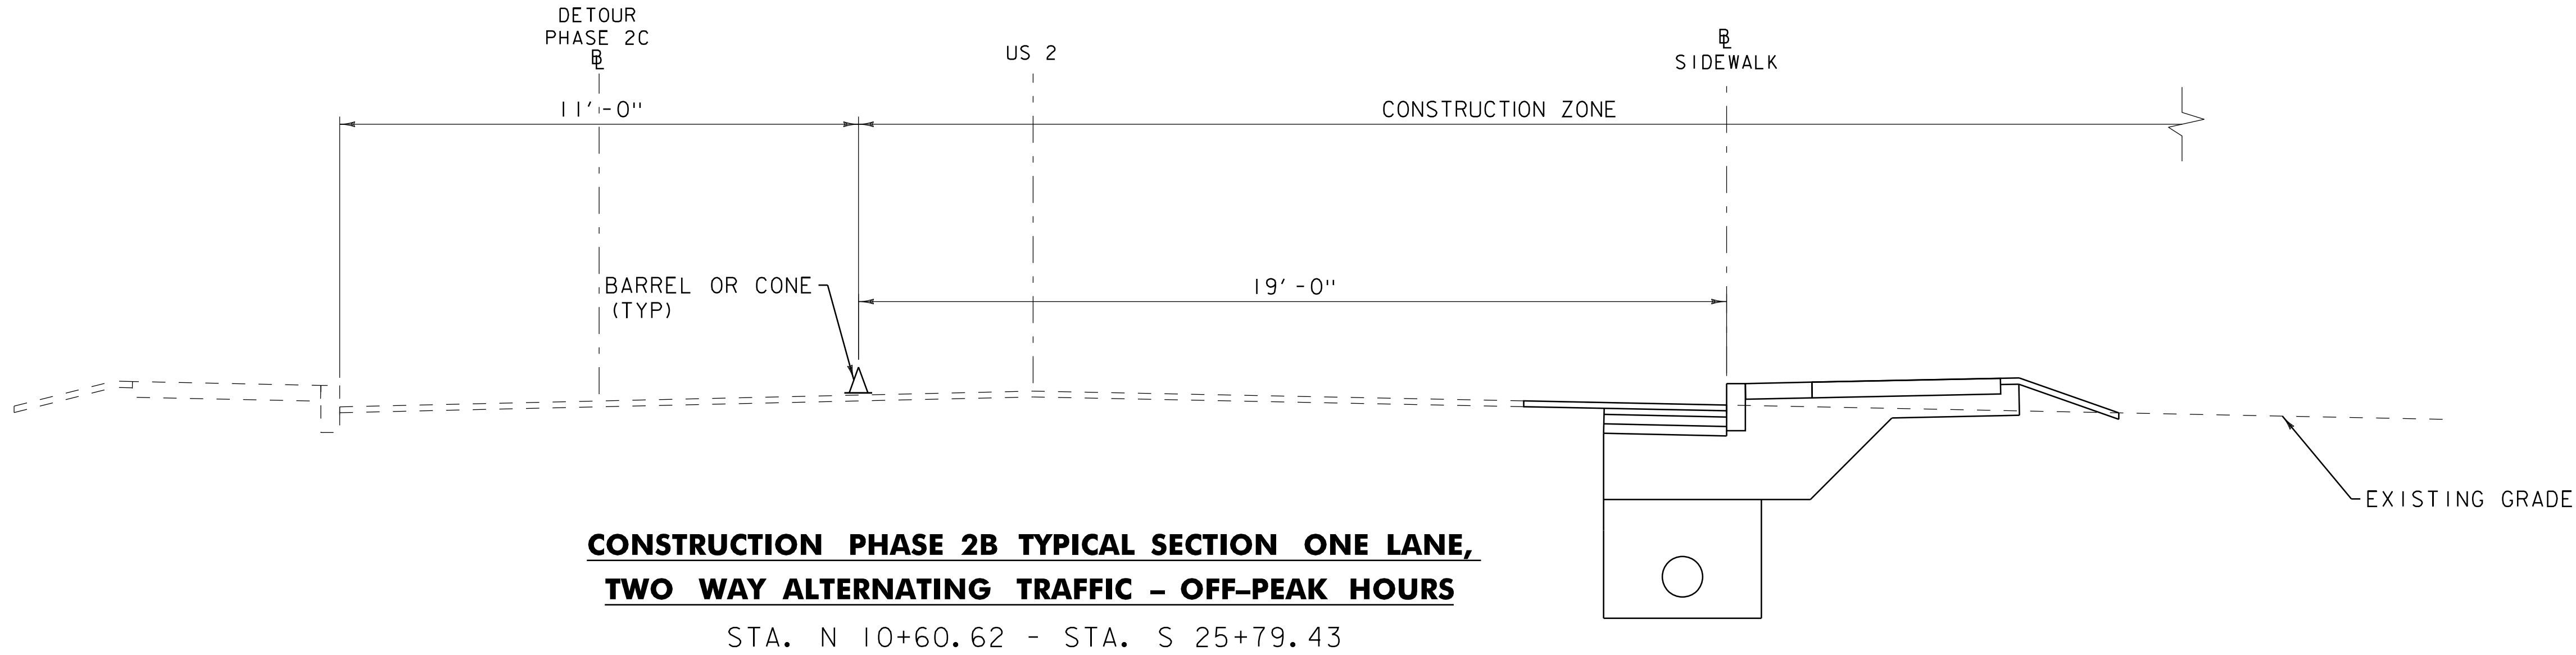 DETOUR
PHASE 2C
BL
US 2
BL
SIDEWALK
11'-0"
CONSTRUCTION ZONE
BARREL OR CONE
(TYP)
19'-0"
EXISTING GRADE
CONSTRUCTION PHASE 2B TYPICAL SECTION ONE LANE,
TWO WAY ALTERNATING TRAFFIC – OFF–PEAK HOURS
STA. N 10+60.62 - STA. S 25+79.43